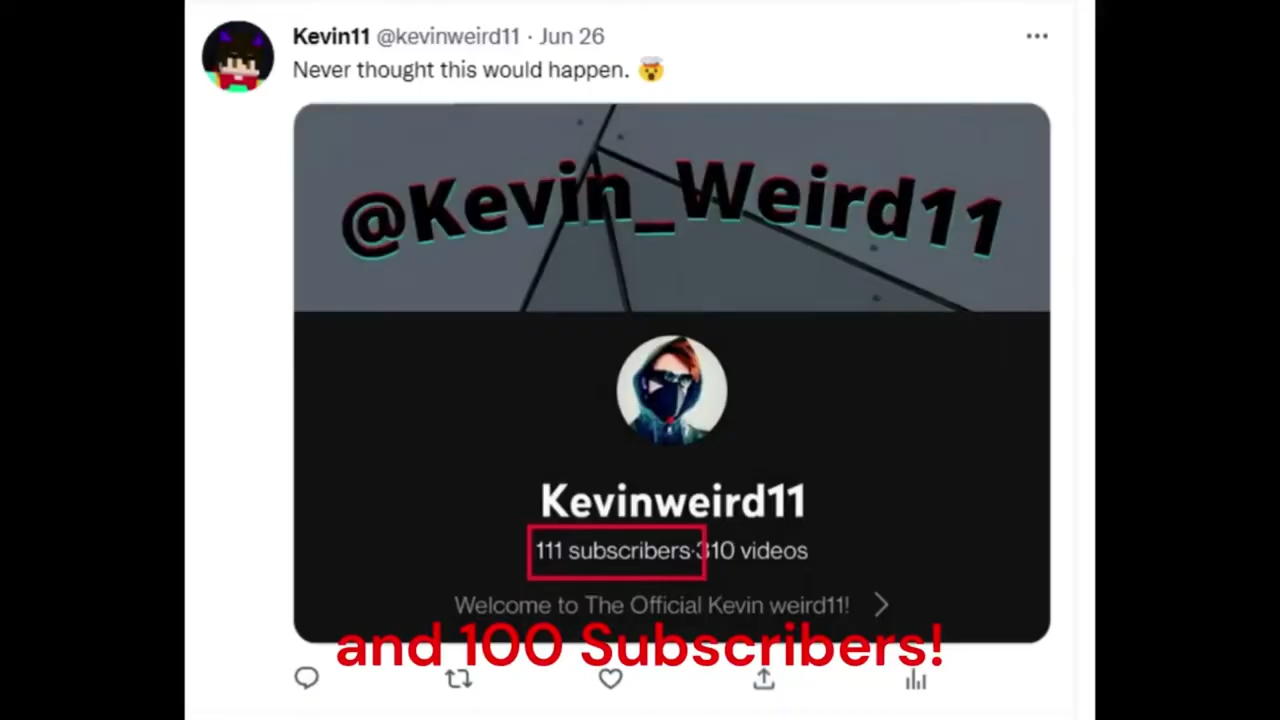 Kevin11 @kevinweird11 · Jun 26
Never thought this would happen. 🤯
@Kevin_Weird11
Kevinweird11
111 subscribers·310 videos
Welcome to The Official Kevin weird11!
and 100 Subscribers!